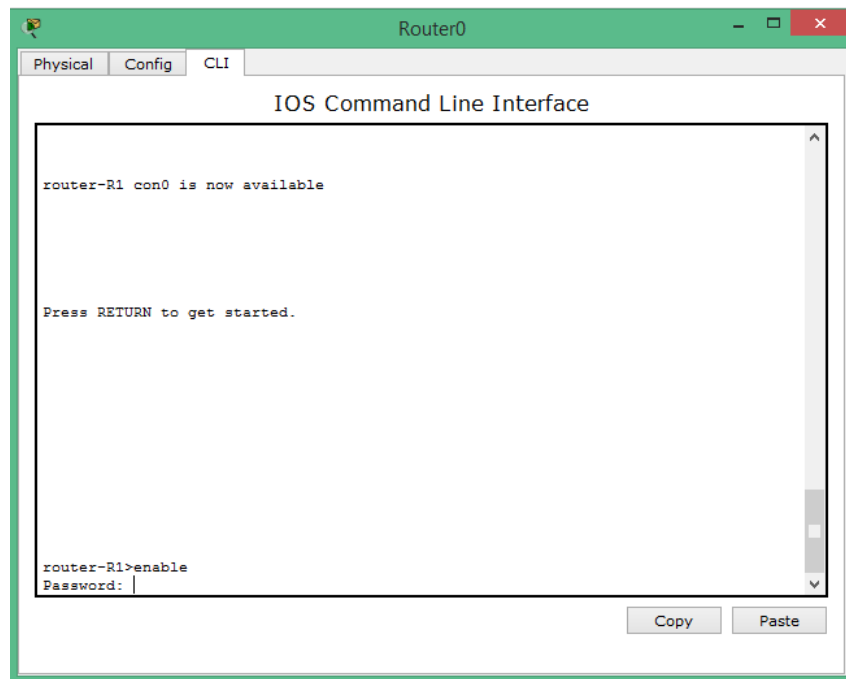 Router0
Physical Config CLI
IOS Command Line Interface
router-R1 con0 is now available
Press RETURN to get started.
router-R1>enable
Password:
Copy Paste